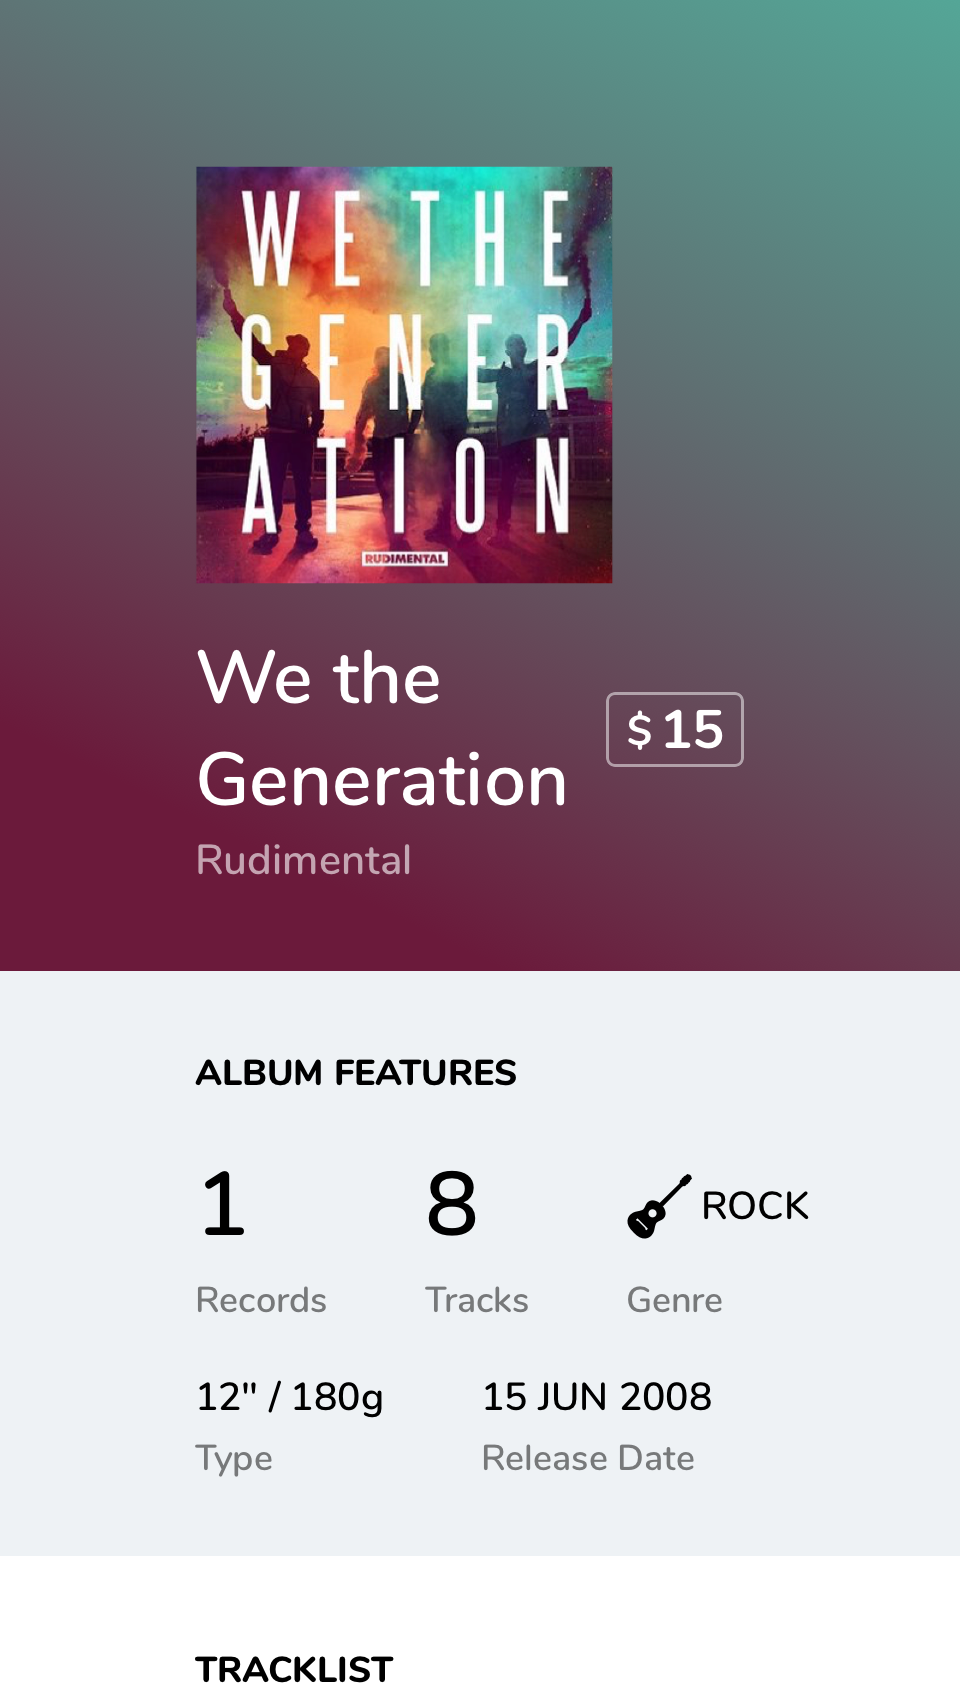 WE THE
GENER
ATION
RUDIMENTAL
We the
Generation
$ 15
Rudimental
ALBUM FEATURES
1 8 ROCK
Records Tracks Genre
12" / 180g 15 JUN 2008
Type Release Date
TRACKLIST